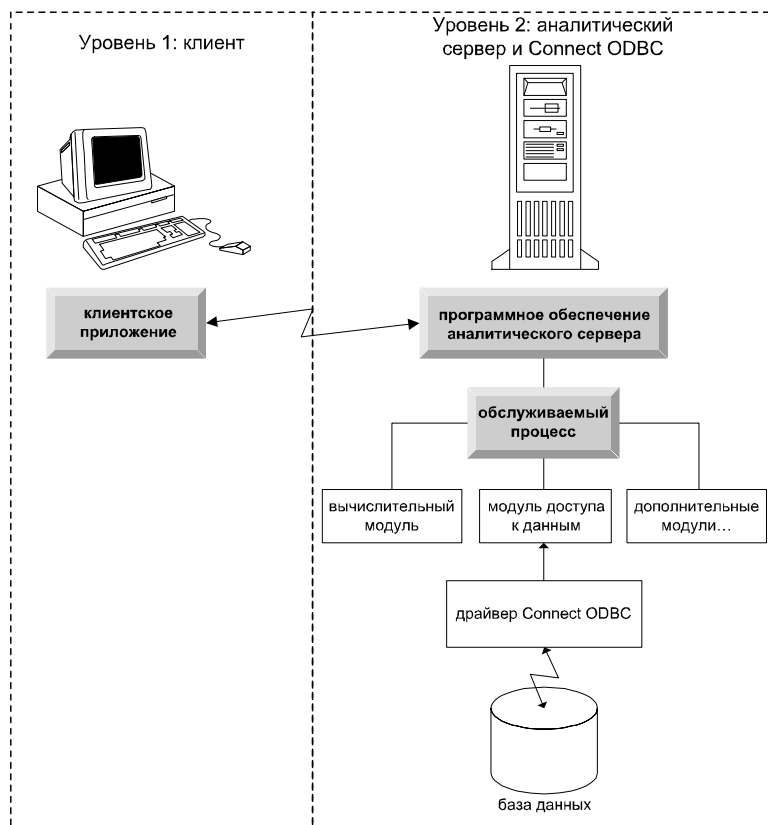 Уровень 1: клиент
Уровень 2: аналитический
сервер и Connect ODBC
клиентское
приложение
программное обеспечение
аналитического сервера
обслуживаемый
процесс
вычислительный
модуль
модуль доступа
к данным
дополнительные
модули…
драйвер Connect ODBC
база данных